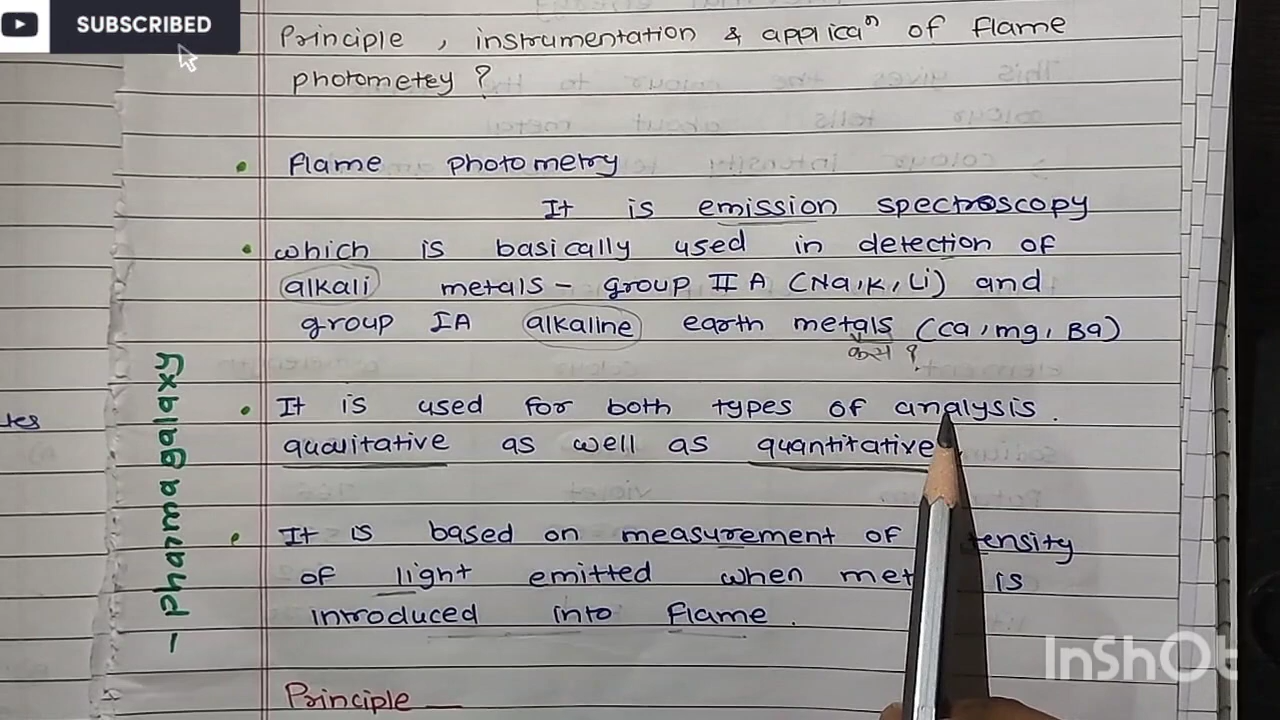 SUBSCRIBED
Principle , instrumentation & applicaⁿ of flame
photometey ?
• flame photometry
It is emission spectroscopy
• which is basically used in detection of
alkali metals - group II A (Na, K, Li) and
group IA alkaline earth metals (ca, mg, Ba)
• It is used for both types of analysis.
qualitative as well as quantitative
• It is based on measurement of tensity
of light emitted when met is
introduced into flame.
Principle —
- pharma galaxy
tes
InShOt